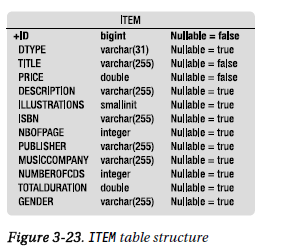 ITEM
+ID bigint Nullable = false
DTYPE varchar(31) Nullable = true
TITLE varchar(255) Nullable = false
PRICE double Nullable = false
DESCRIPTION varchar(255) Nullable = true
ILLUSTRATIONS smallinit Nullable = true
ISBN varchar(255) Nullable = true
NBOFPAGE integer Nullable = true
PUBLISHER varchar(255) Nullable = true
MUSICCOMPANY varchar(255) Nullable = true
NUMBEROFCDS integer Nullable = true
TOTALDURATION double Nullable = true
GENDER varchar(255) Nullable = true
Figure 3-23. ITEM table structure